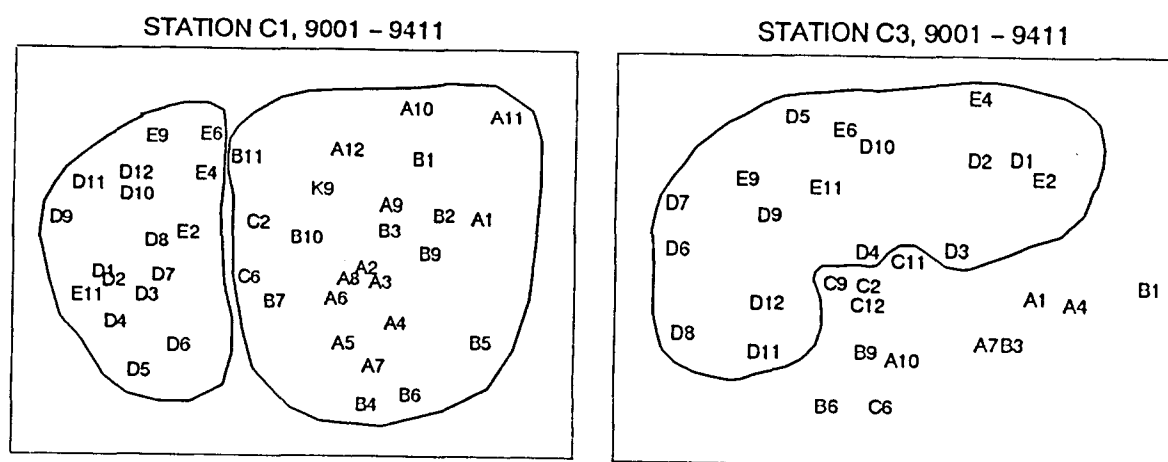 STATION C1, 9001 – 9411
A10
A11
E9
E6
B11
A12
B1
D12
E4
D11
D10
K9
A9
D9
C2
B2
A1
E2
B3
D8
B10
B9
D1
A2
D2
D7
C6
A8
A3
E11
D3
B7
A6
D4
A4
D6
A5
B5
D5
A7
B4
B6
STATION C3, 9001 – 9411
E4
D5
E6
D10
D2
D1
E9
E11
E2
D7
D9
D6
D4
D3
C11
C9
C2
D12
C12
A1
A4
B1
D8
D11
B9
A10
A7
B3
B6
C6